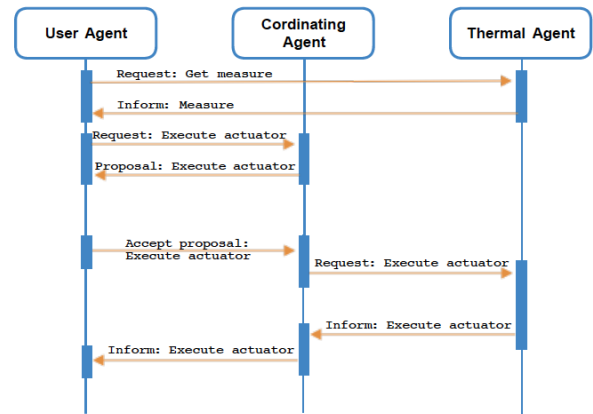 User Agent
Cordinating
Agent
Thermal Agent
Request: Get measure
Inform: Measure
Request: Execute actuator
Proposal: Execute actuator
Accept proposal:
Execute actuator
Request: Execute actuator
Inform: Execute actuator
Inform: Execute actuator